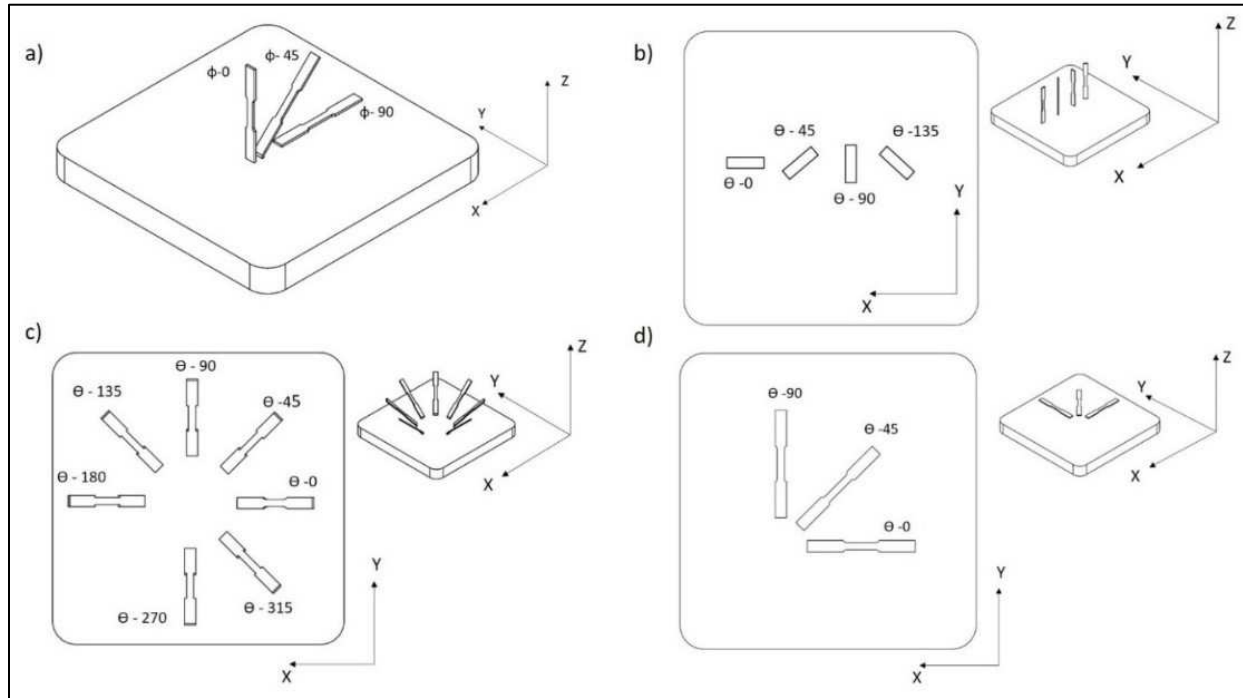 a)
ϕ-0
ϕ- 45
ϕ- 90
Z
Y
X
b)
Ɵ - 45
Ɵ -135
Ɵ -0
Ɵ - 90
Y
X
Z
Y
X
c)
Ɵ - 90
Ɵ - 135
Ɵ -45
Ɵ - 180
Ɵ -0
Ɵ - 270
Ɵ - 315
Y
X
Z
Y
X
d)
Ɵ -90
Ɵ -45
Ɵ -0
Y
X
Z
Y
X